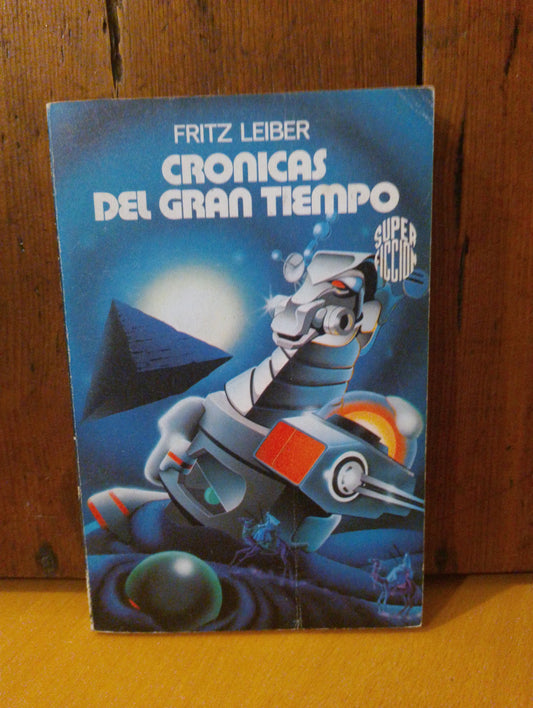 FRITZ LEIBER
CRONICAS
DEL GRAN TIEMPO
SUPER
FICCION